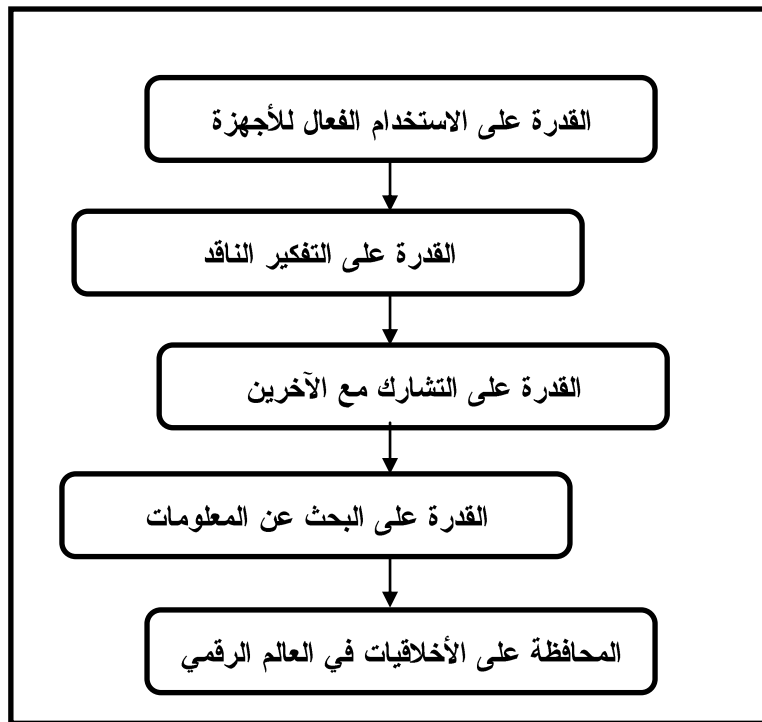 القدرة على الاستخدام الفعال للأجهزة
القدرة على التفكير الناقد
القدرة على التشارك مع الآخرين
القدرة على البحث عن المعلومات
المحافظة على الأخلاقيات في العالم الرقمي